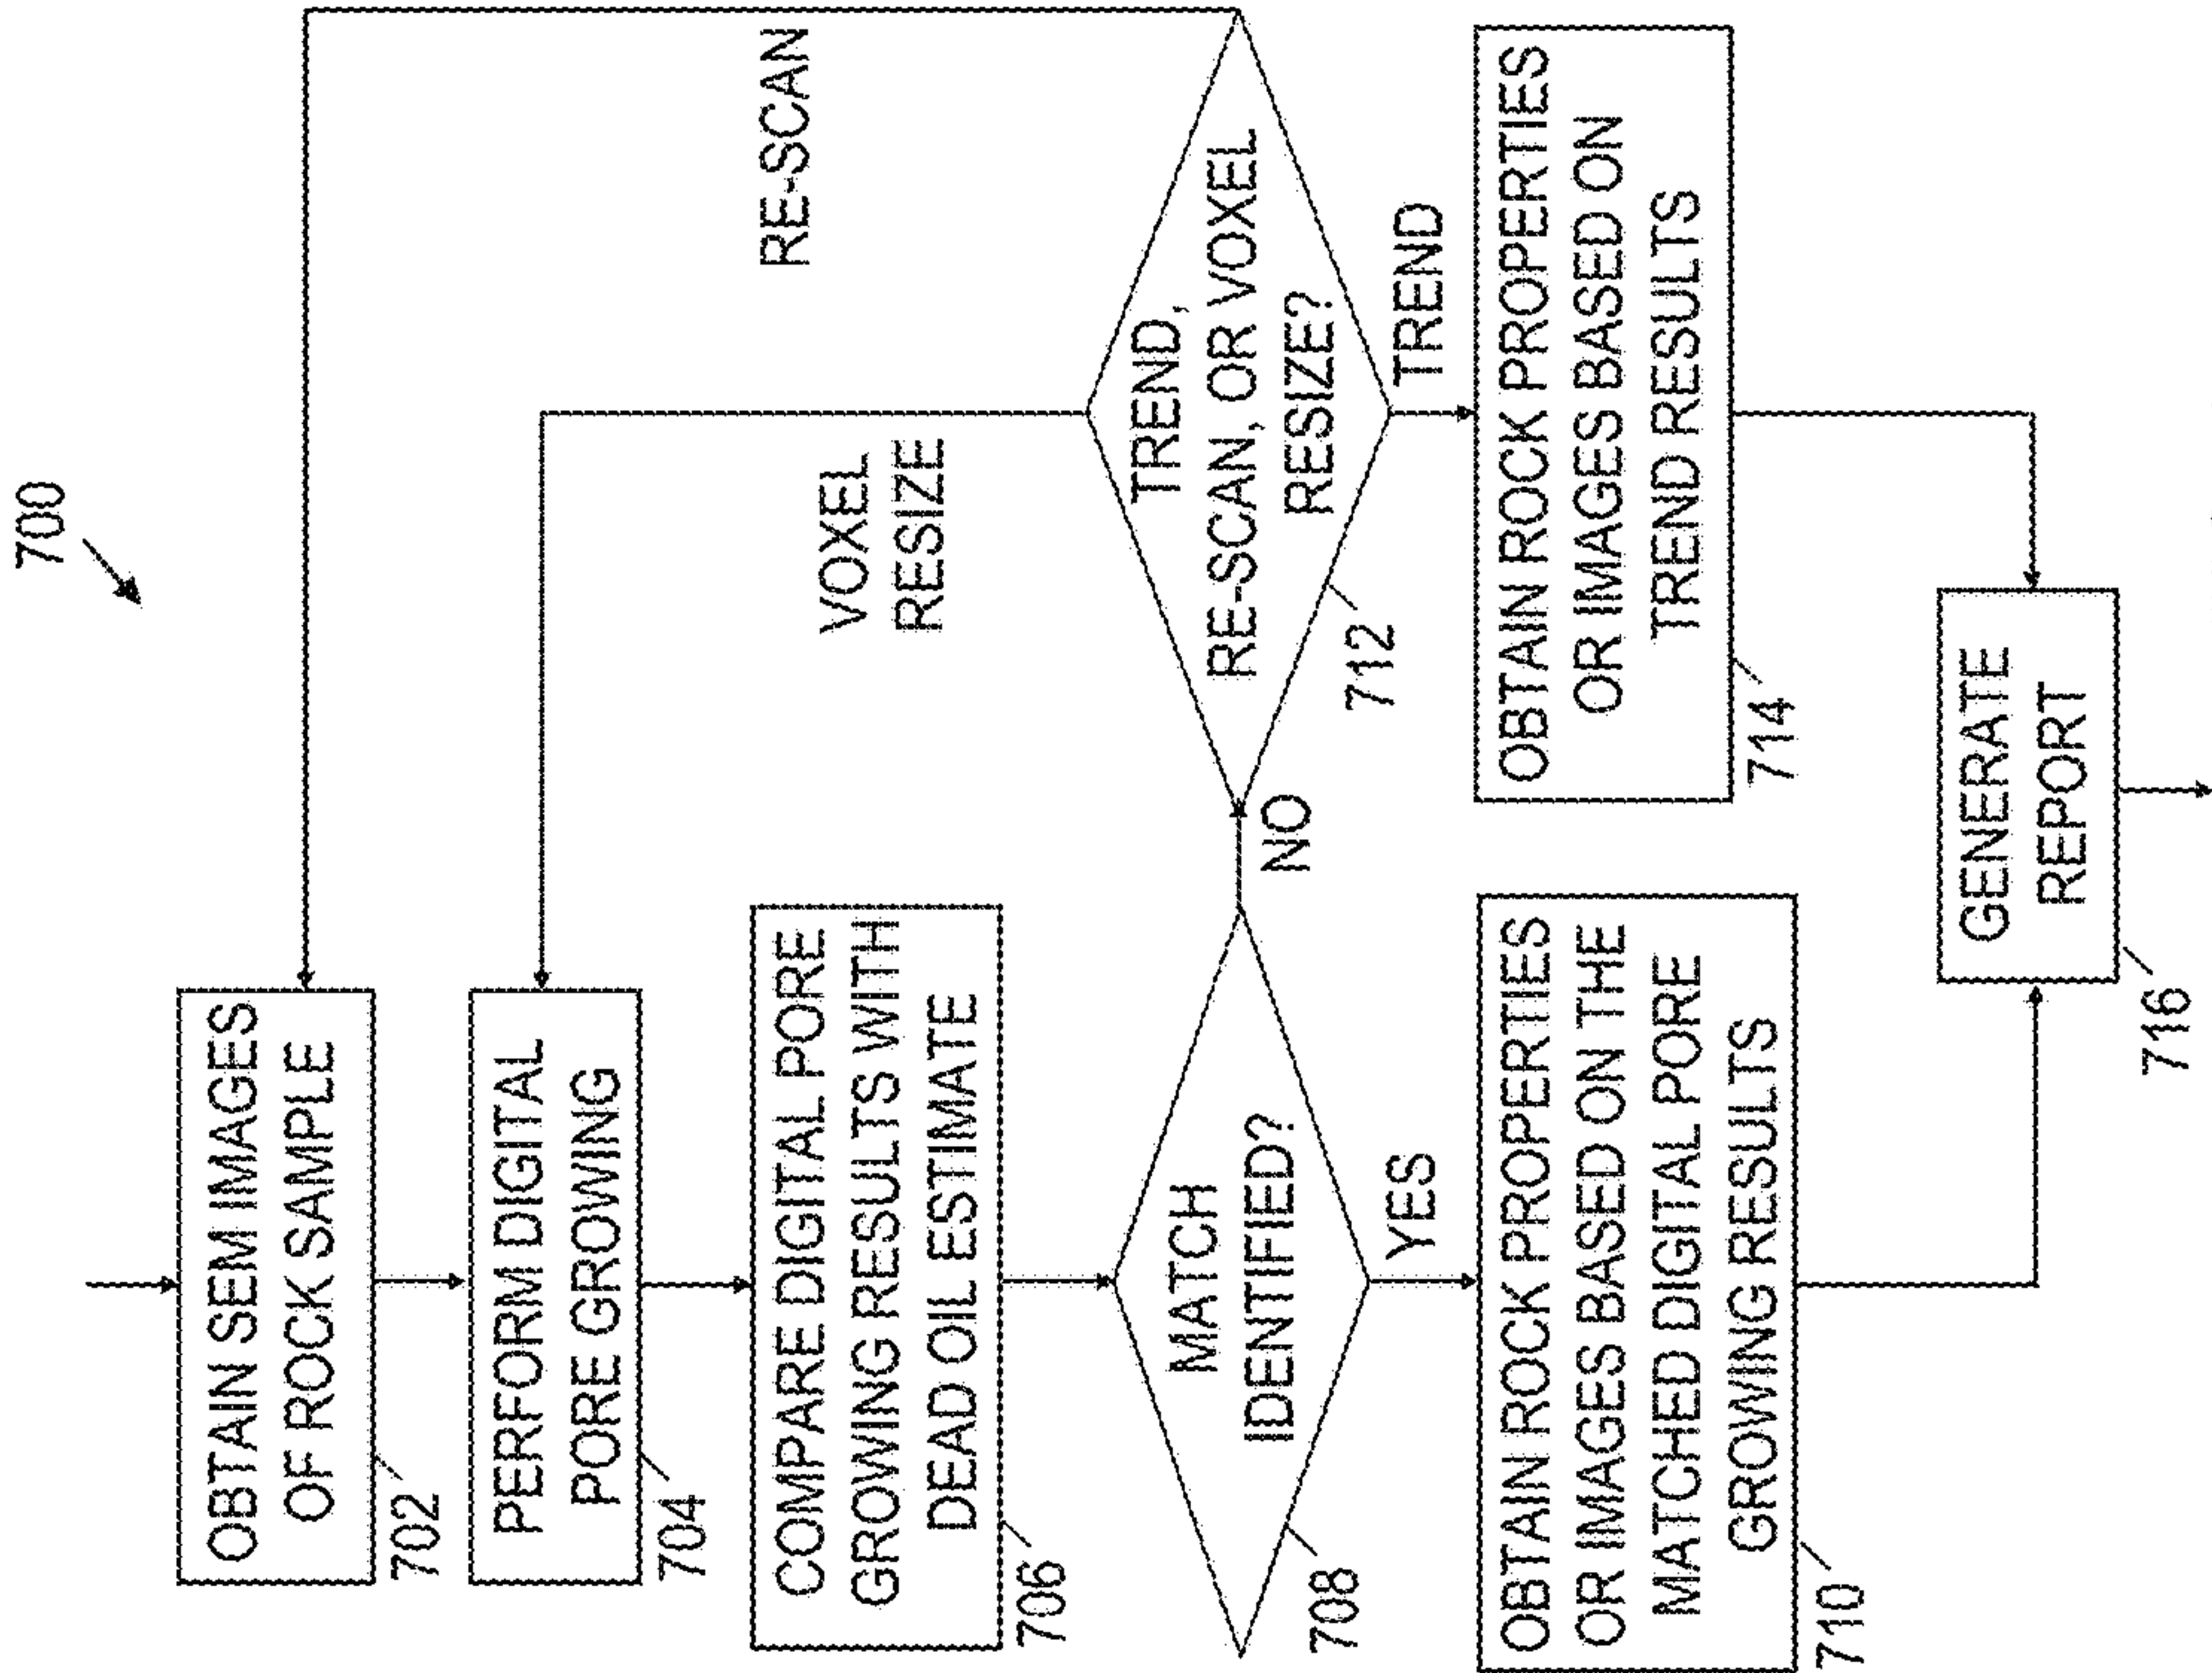 700
OBTAIN SEM IMAGES
OF ROCK SAMPLE
702
PERFORM DIGITAL
PORE GROWING
704
COMPARE DIGITAL PORE
GROWING RESULTS WITH
DEAD OIL ESTIMATE
706
MATCH
IDENTIFIED?
708
YES
NO
OBTAIN ROCK PROPERTIES
OR IMAGES BASED ON THE
MATCHED DIGITAL PORE
GROWING RESULTS
710
RE-SCAN
VOXEL
RESIZE
TREND,
RE-SCAN, OR VOXEL
RESIZE?
712
TREND
OBTAIN ROCK PROPERTIES
OR IMAGES BASED ON
TREND RESULTS
714
GENERATE
REPORT
716